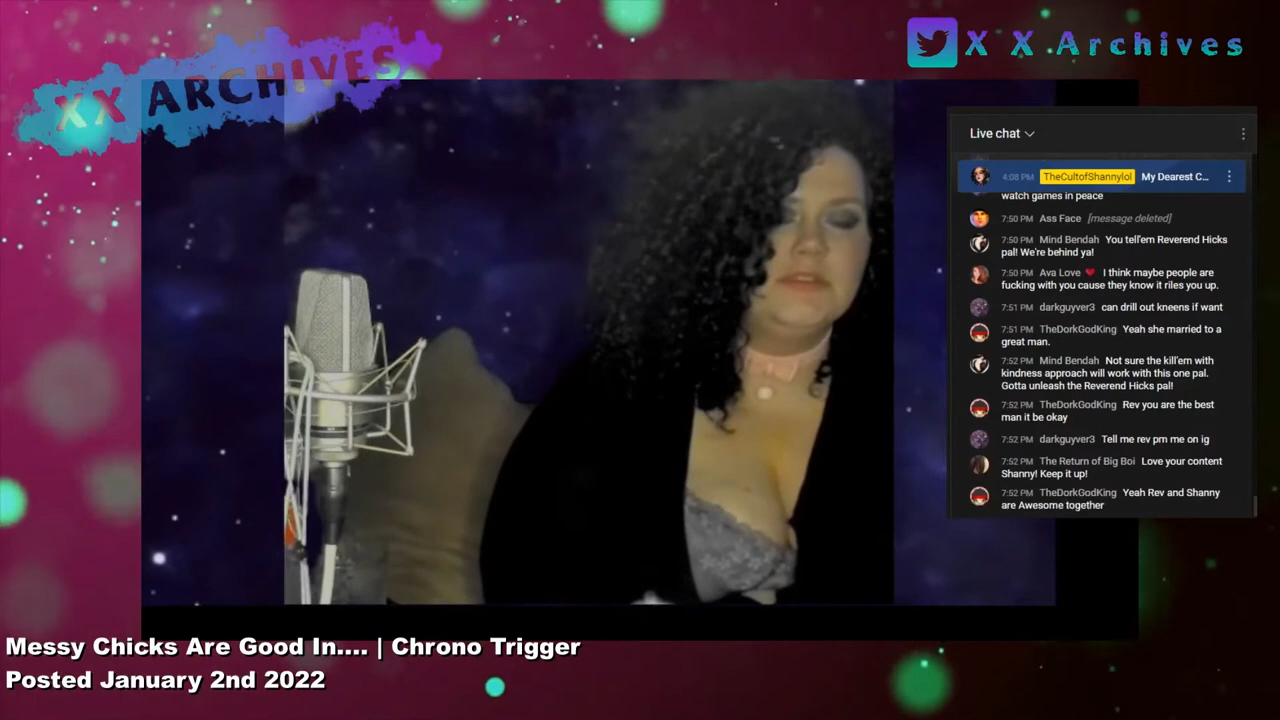 XX ARCHIVES
X X Archives
Live chat
4:08 PM TheCultofShannylol My Dearest C...
watch games in peace
7:50 PM Ass Face [message deleted]
7:50 PM Mind Bendah You tell'em Reverend Hicks
pal! We're behind ya!
7:50 PM Ava Love I think maybe people are
fucking with you cause they know it riles you up.
7:51 PM darkguyver3 can drill out kneens if want
7:51 PM TheDorkGodKing Yeah she married to a
great man.
7:52 PM Mind Bendah Not sure the kill'em with
kindness approach will work with this one pal.
Gotta unleash the Reverend Hicks pal!
7:52 PM TheDorkGodKing Rev you are the best
man it be okay
7:52 PM darkguyver3 Tell me rev pm me on ig
7:52 PM The Return of Big Boi Love your content
Shanny! Keep it up!
7:52 PM TheDorkGodKing Yeah Rev and Shanny
are Awesome together
Messy Chicks Are Good In.... | Chrono Trigger
Posted January 2nd 2022